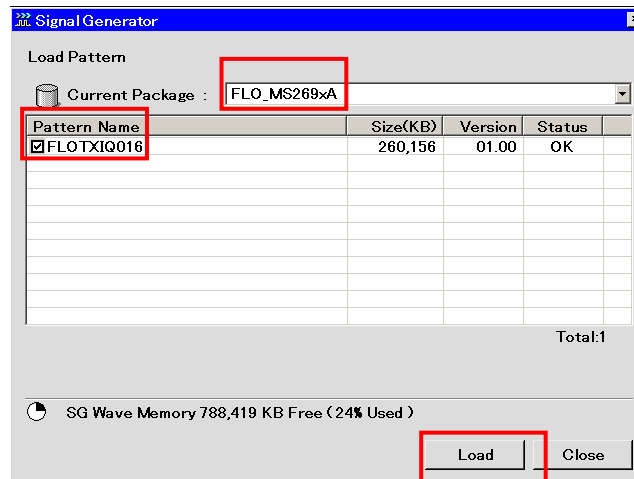 Signal Generator
Load Pattern
Current Package : FLO_MS269xA
Pattern Name Size(KB) Version Status
FLOTXIQ016 260,156 01.00 OK
Total:1
SG Wave Memory 788,419 KB Free ( 24% Used )
Load Close